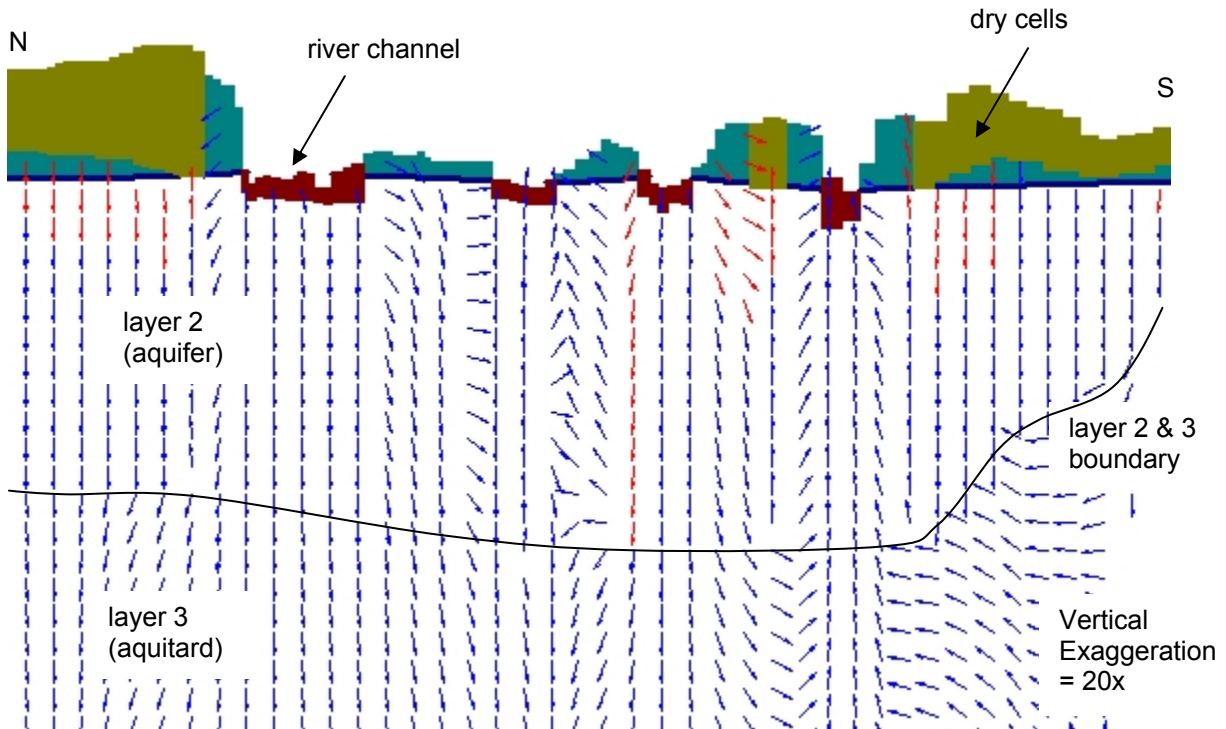 N
river channel
dry cells
S
layer 2
(aquifer)
layer 2 & 3
boundary
layer 3
(aquitard)
Vertical
Exaggeration
= 20x